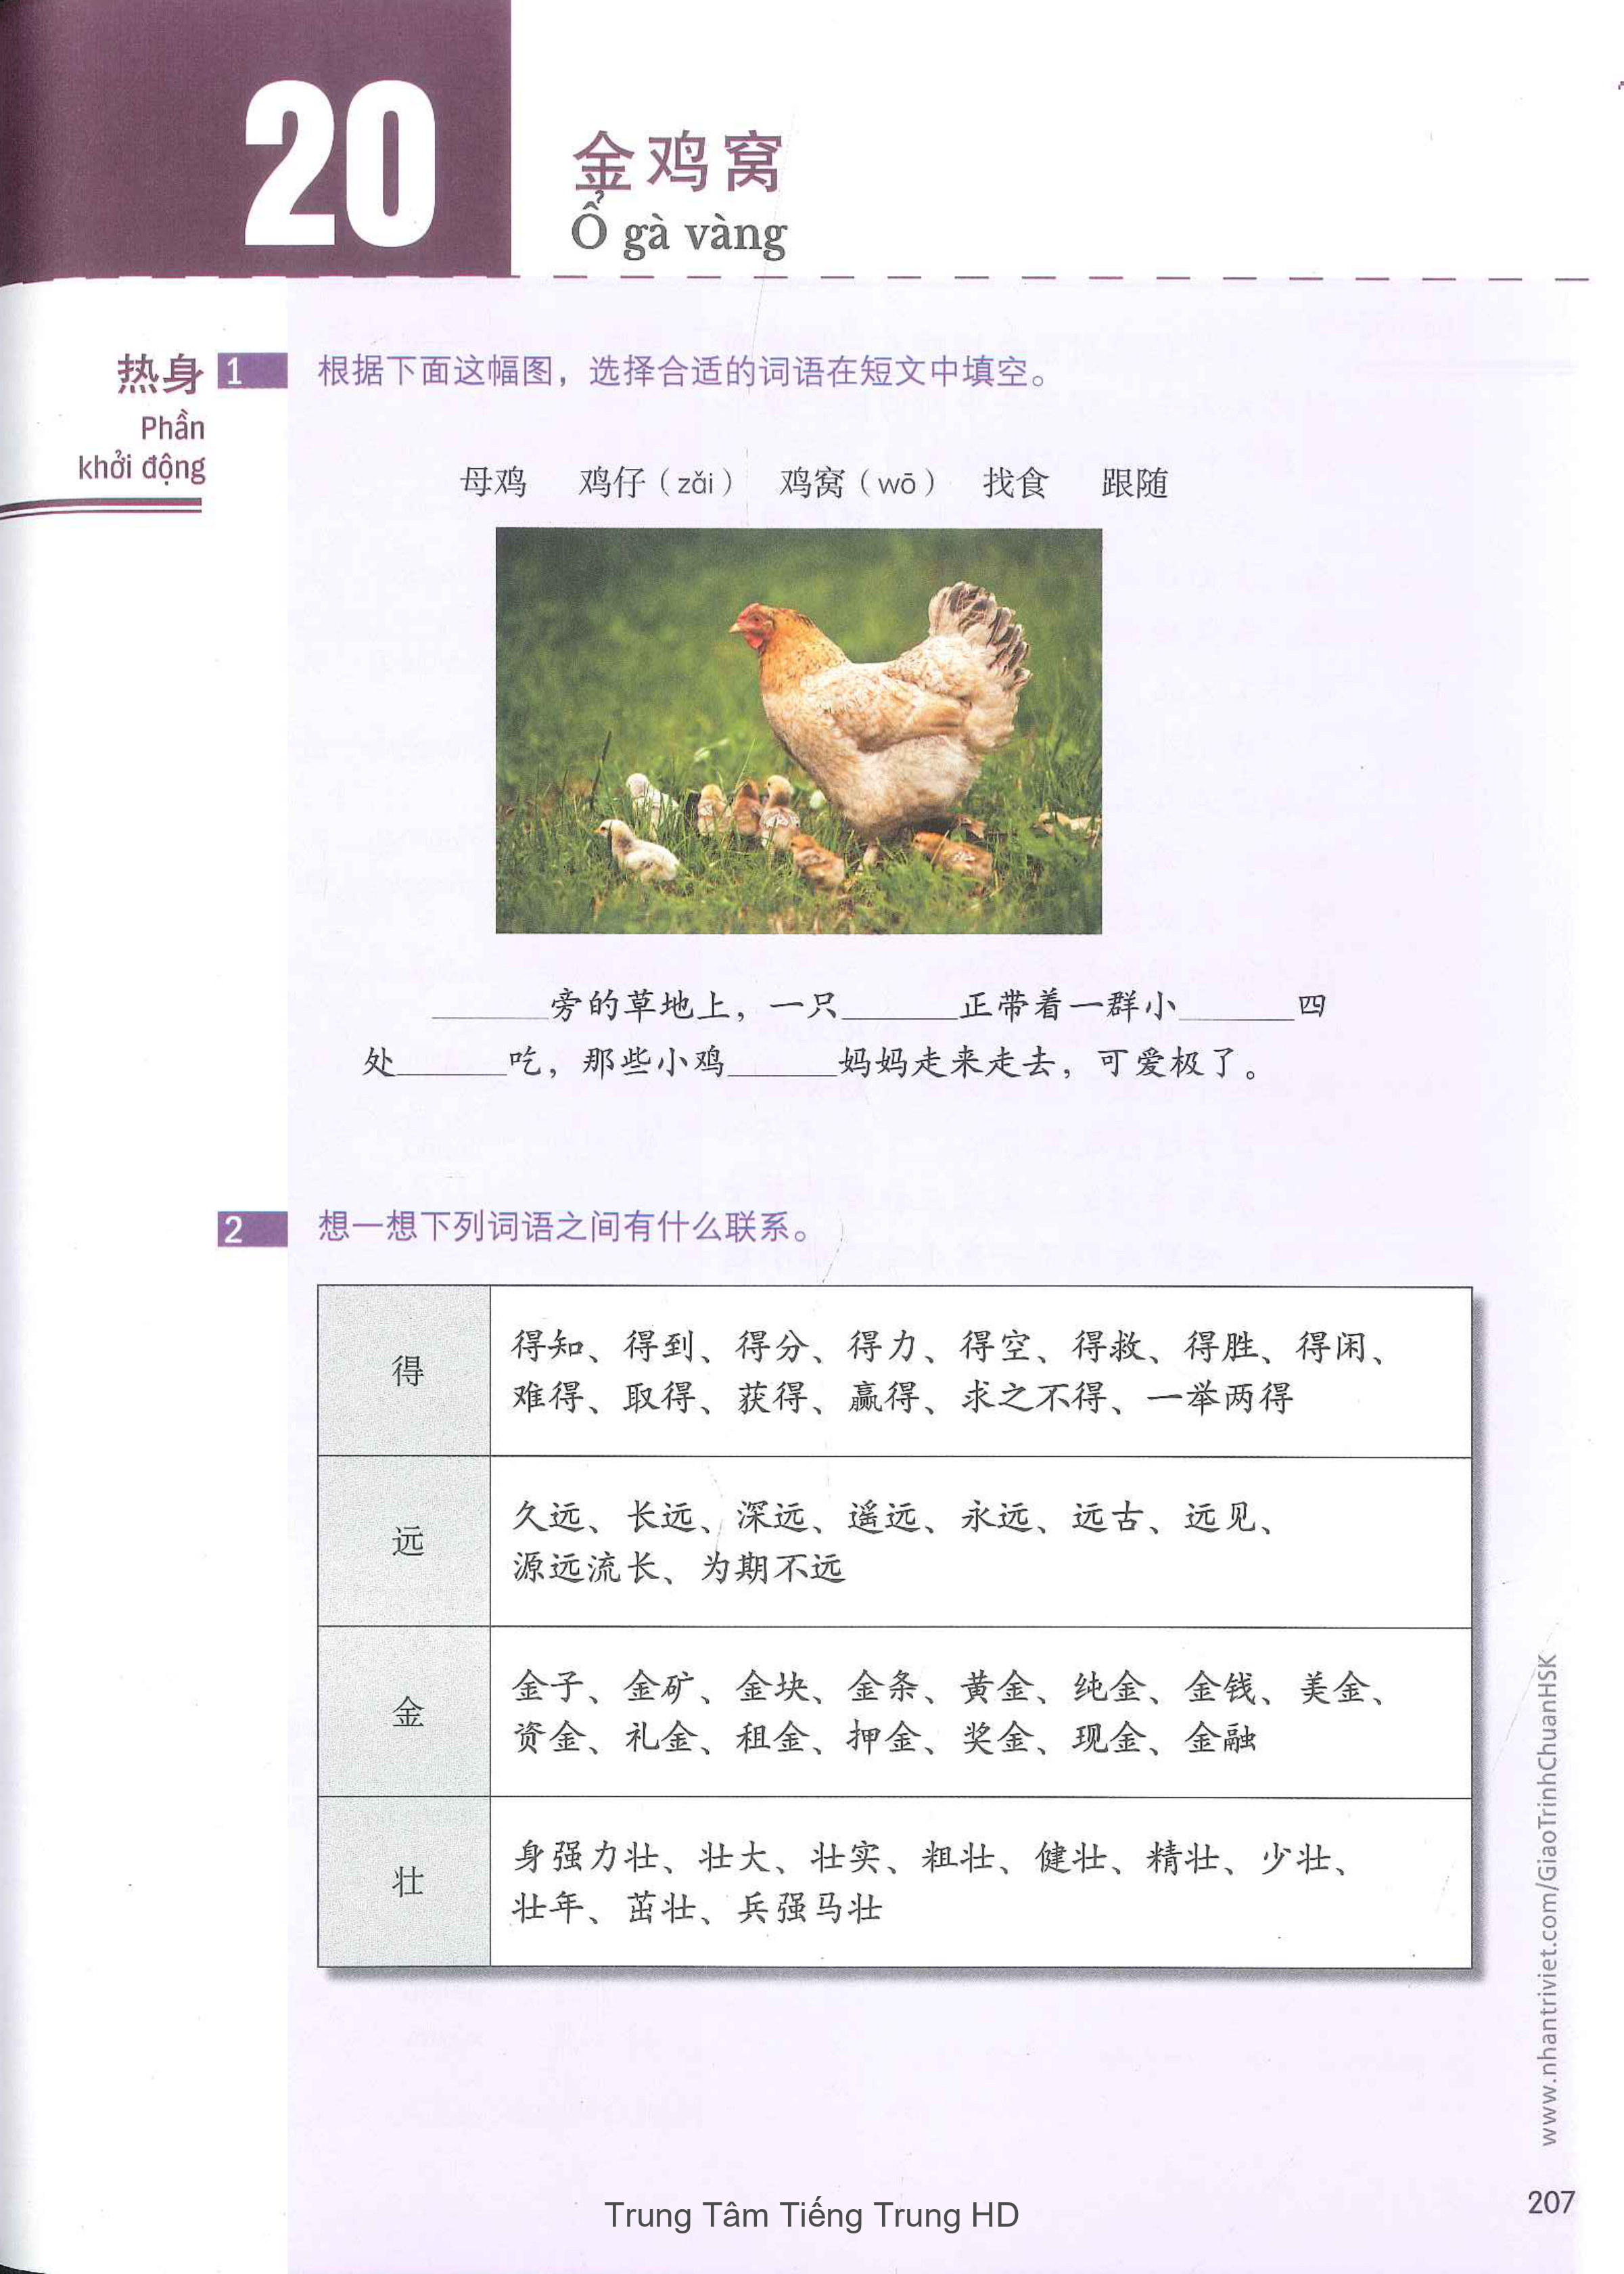 20
金鸡窝
Ổ gà vàng
热身
Phần
khởi động
1 根据下面这幅图，选择合适的词语在短文中填空。
母鸡 鸡仔（zǎi） 鸡窝（wō） 找食 跟随
______旁的草地上，一只______正带着一群小______四
处______吃，那些小鸡______妈妈走来走去，可爱极了。
2 想一想下列词语之间有什么联系。
得
得知、得到、得分、得力、得空、得救、得胜、得闲、
难得、取得、获得、赢得、求之不得、一举两得
远
久远、长远、深远、遥远、永远、远古、远见、
源远流长、为期不远
金
金子、金矿、金块、金条、黄金、纯金、金钱、美金、
资金、礼金、租金、押金、奖金、现金、金融
壮
身强力壮、壮大、壮实、粗壮、健壮、精壮、少壮、
壮年、茁壮、兵强马壮
www.nhantriviet.com/GiaoTrinhChuanHSK
207
Trung Tâm Tiếng Trung HD